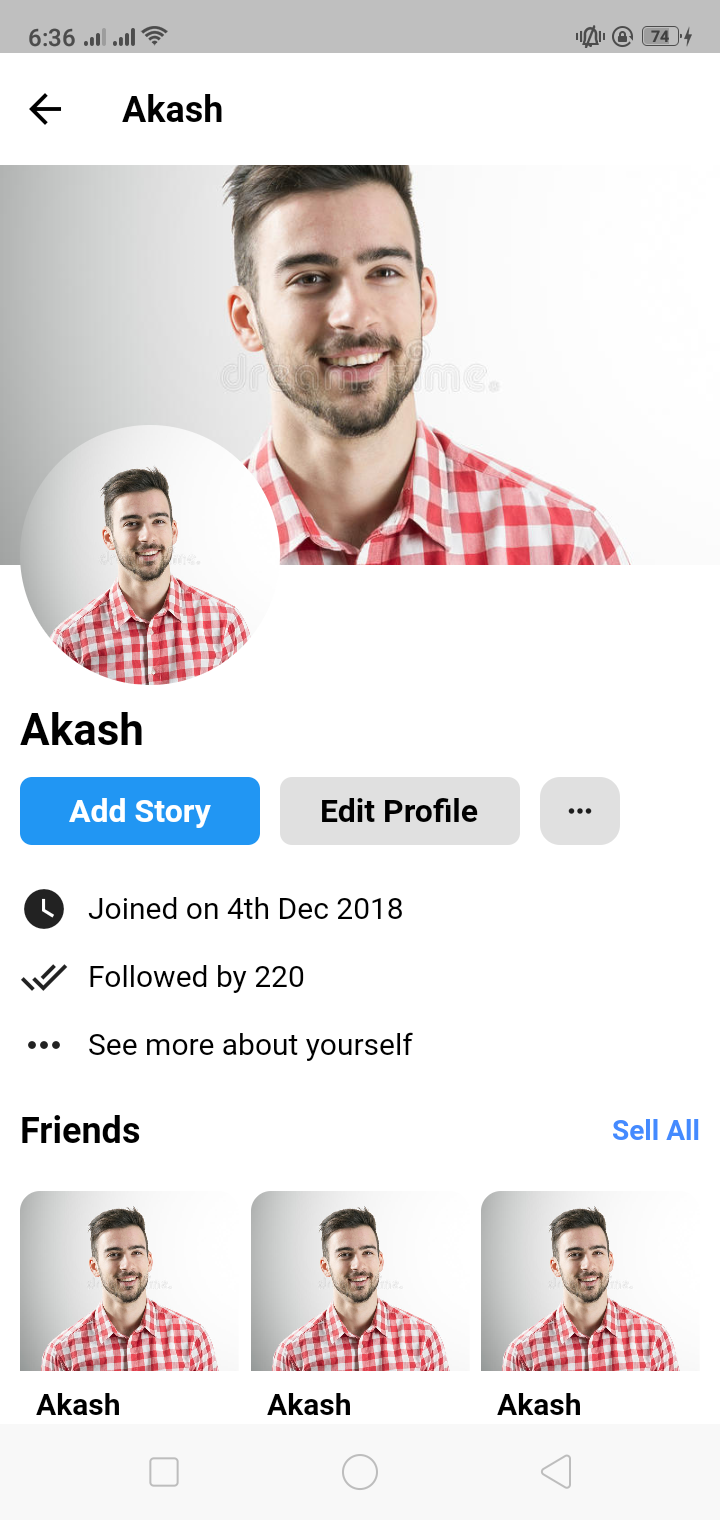 6:36 74
Akash
dreamstime.
Akash
Add Story
Edit Profile
Joined on 4th Dec 2018
Followed by 220
See more about yourself
Friends
Sell All
Akash
Akash
Akash